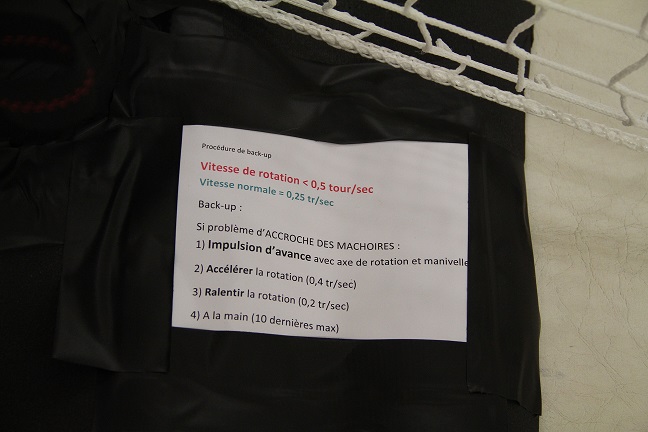 Procédure de back-up
Vitesse de rotation < 0,5 tour/sec
Vitesse normale = 0,25 tr/sec
Back-up :
Si problème d'ACCROCHE DES MACHOIRES :
1) Impulsion d'avance avec axe de rotation et manivelle
2) Accélérer la rotation (0,4 tr/sec)
3) Ralentir la rotation (0,2 tr/sec)
4) A la main (10 dernières max)